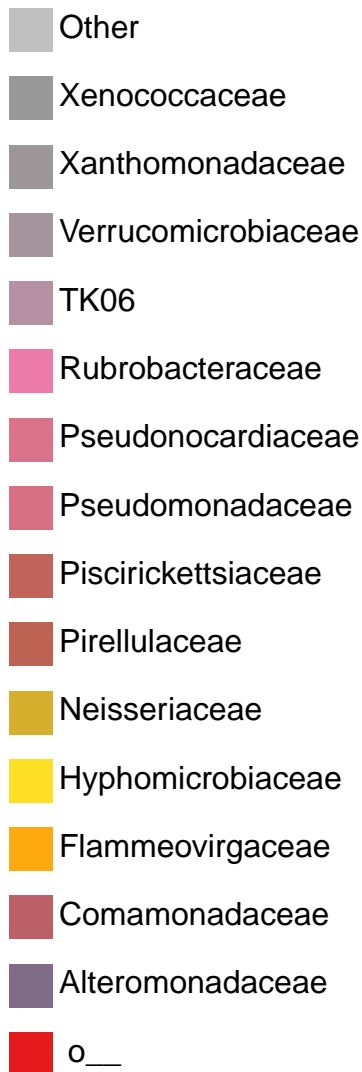 Other
Xenococcaceae
Xanthomonadaceae
Verrucomicrobiaceae
TK06
Rubrobacteraceae
Pseudonocardiaceae
Pseudomonadaceae
Piscirickettsiaceae
Pirellulaceae
Neisseriaceae
Hyphomicrobiaceae
Flammeovirgaceae
Comamonadaceae
Alteromonadaceae
o__